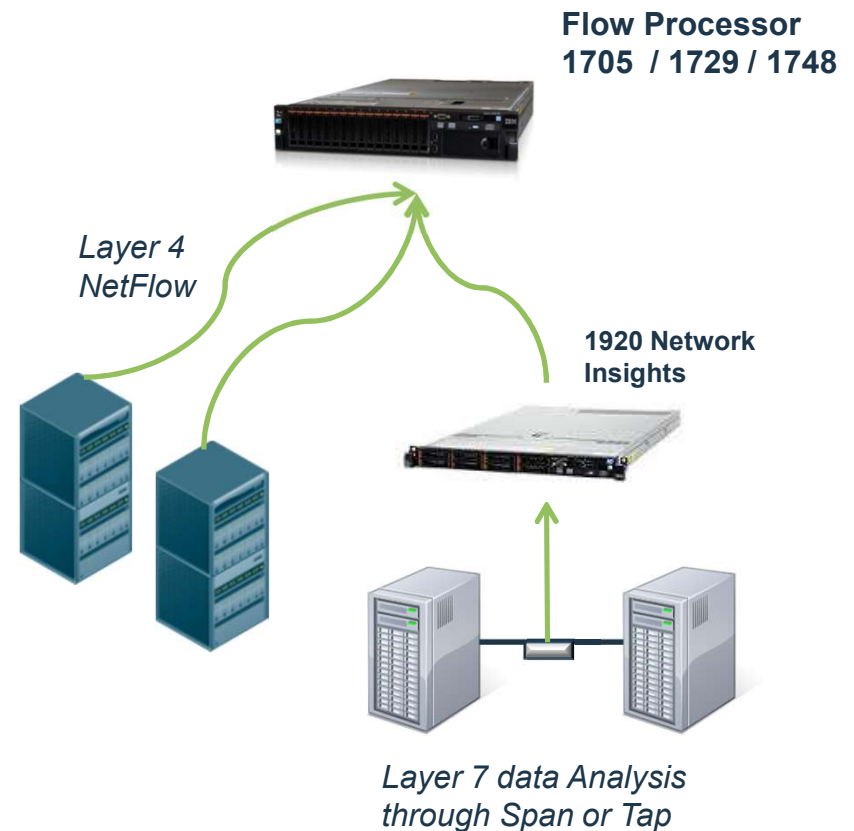 Flow Processor
1705 / 1729 / 1748
Layer 4
NetFlow
1920 Network
Insights
Layer 7 data Analysis
through Span or Tap